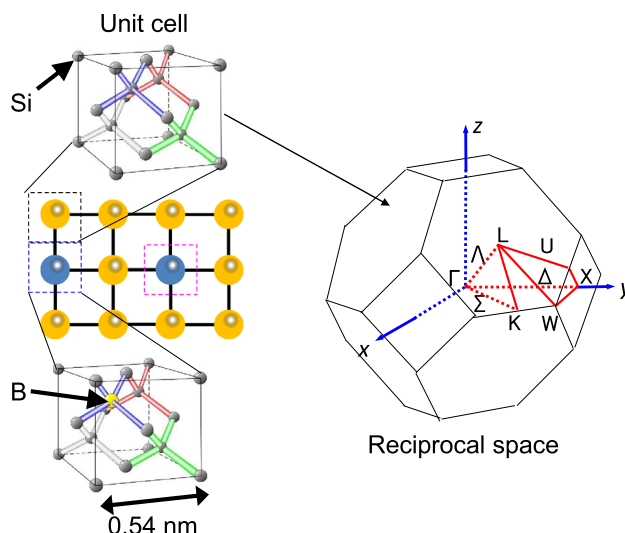 Unit cell
Si
B
0.54 nm
z
L
U
Λ
Γ
Δ
X
y
Σ
K
W
x
Reciprocal space